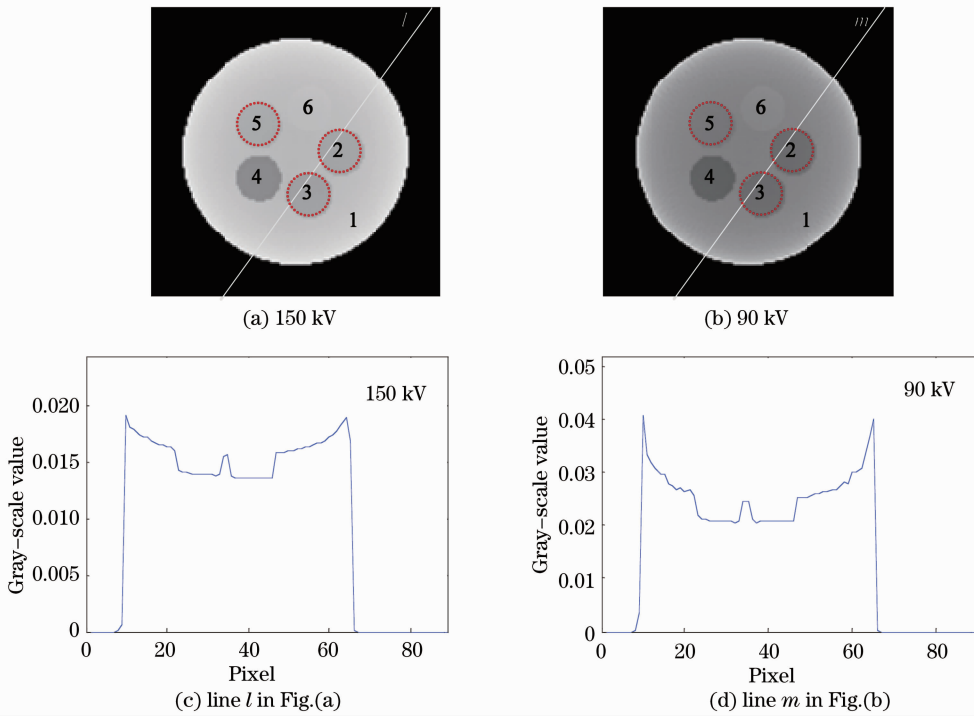 l
6
5
2
4
3
1
(a) 150 kV
m
6
5
2
4
3
1
(b) 90 kV
150 kV
0.020
0.015
0.010
0.005
0
0 20 40 60 80
Gray-scale value
Pixel
(c) line l in Fig.(a)
90 kV
0.05
0.04
0.03
0.02
0.01
0
0 20 40 60 80
Gray-scale value
Pixel
(d) line m in Fig.(b)